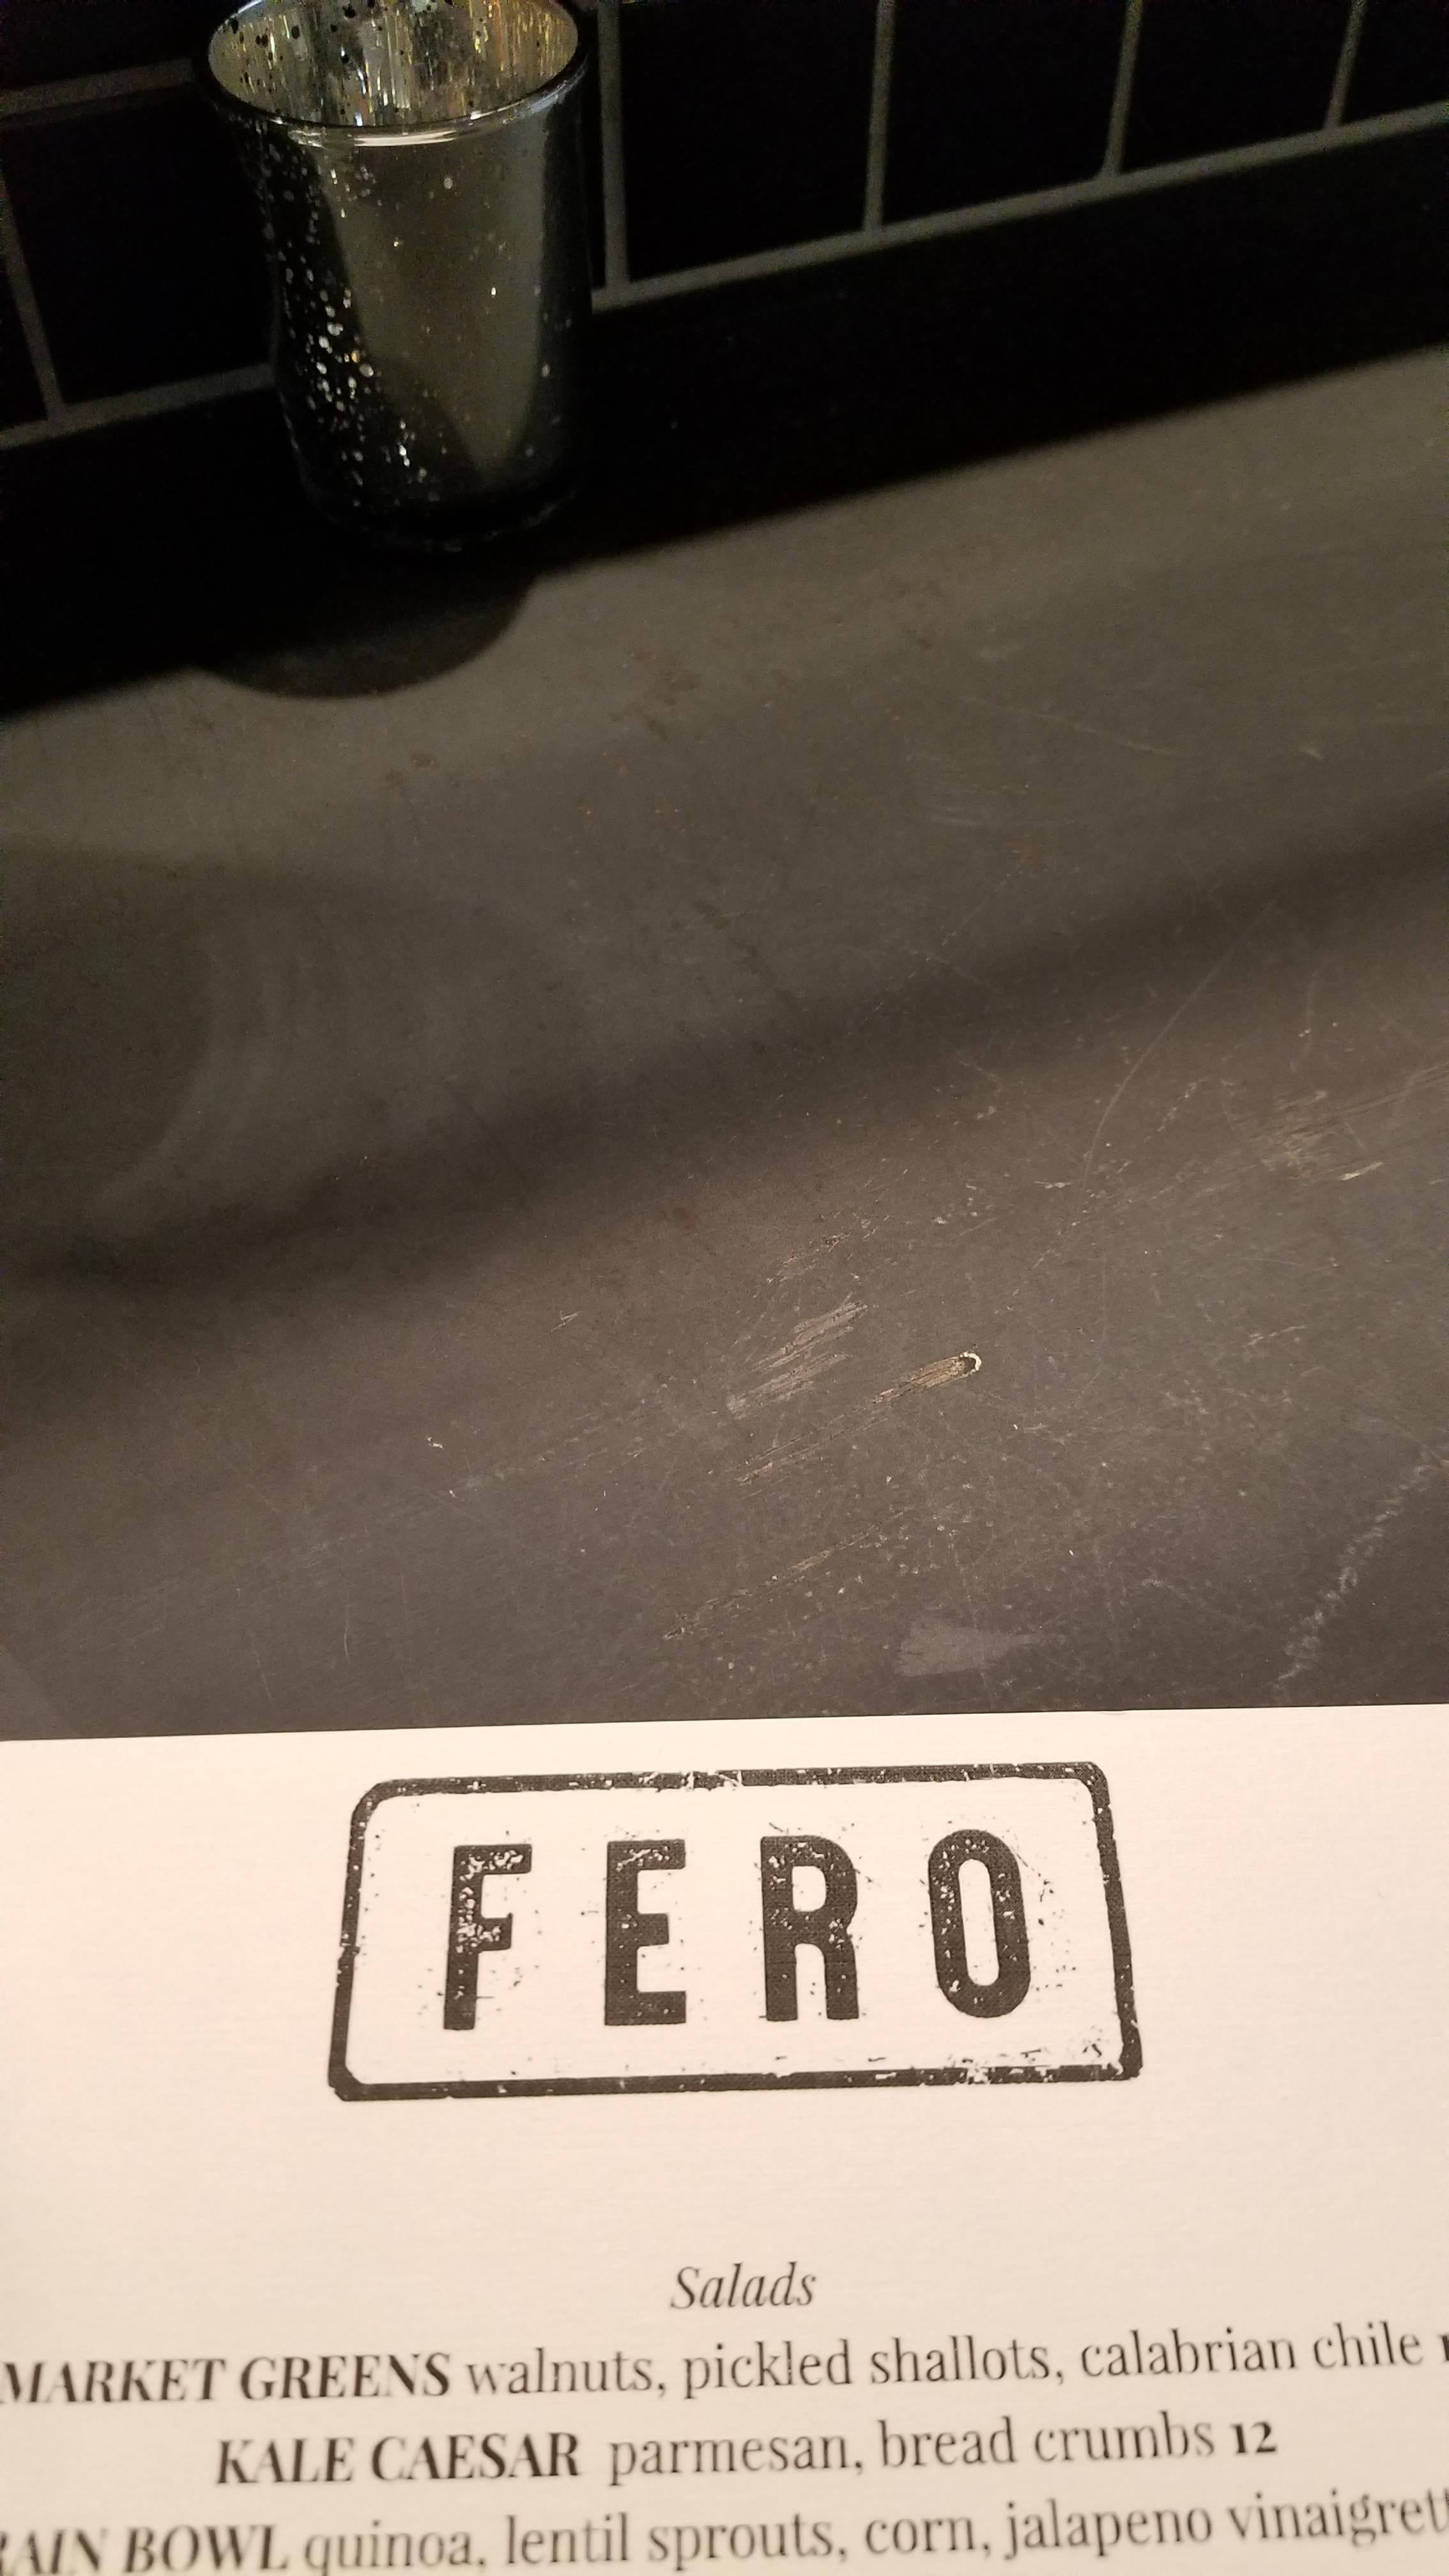 FERO
Salads
MARKET GREENS walnuts, pickled shallots, calabrian chile
KALE CAESAR parmesan, bread crumbs 12
BOWL quinoa, lentil sprouts, corn, jalapeno